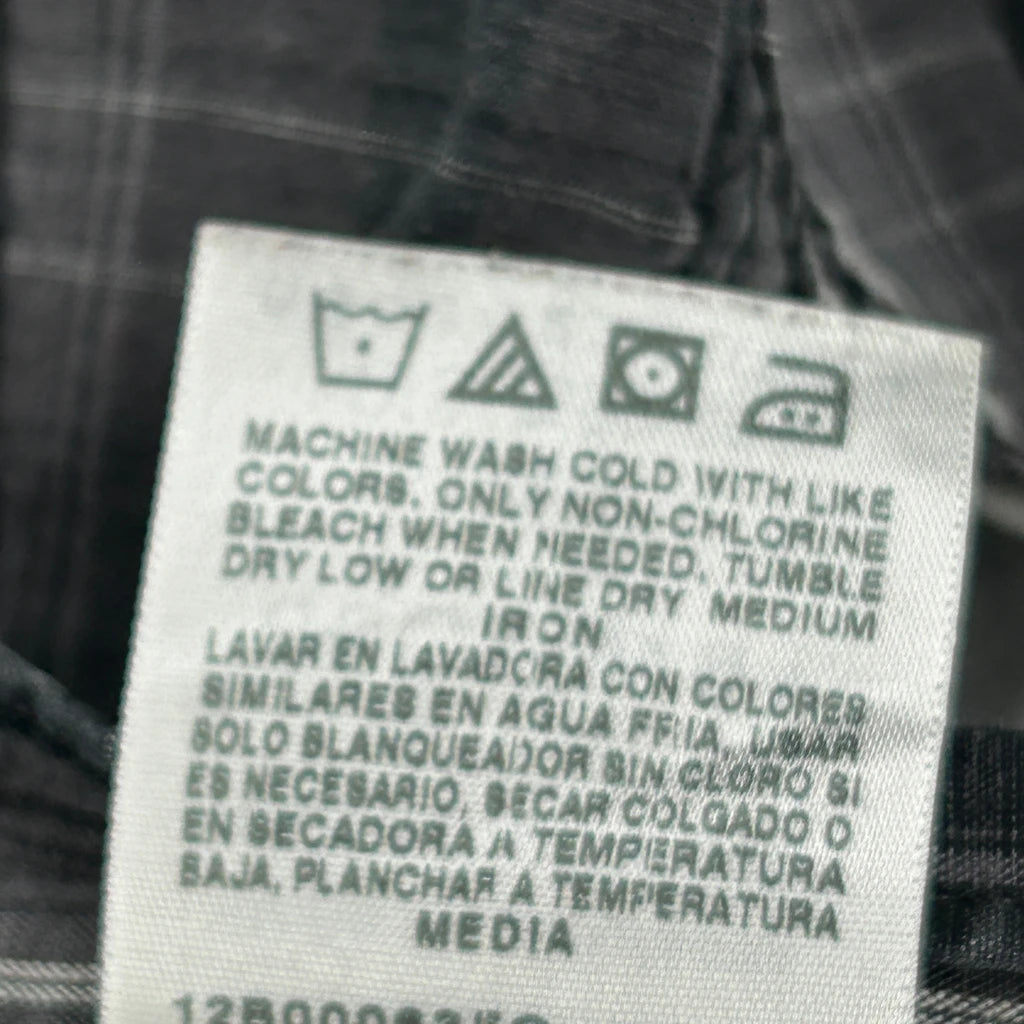 MACHINE WASH COLD WITH LIKE
COLORS. ONLY NON-CHLORINE
BLEACH WHEN NEEDED. TUMBLE
DRY LOW OR LINE DRY MEDIUM
IRON
LAVAR EN LAVADORA CON COLORES
SIMILARES EN AGUA FRIA. USAR
SOLO BLANQUEADOR SIN CLORO SI
ES NECESARIO. SECAR COLGADO O
EN SECADORA A TEMPERATURA
BAJA. PLANCHAR A TEMPERATURA
MEDIA